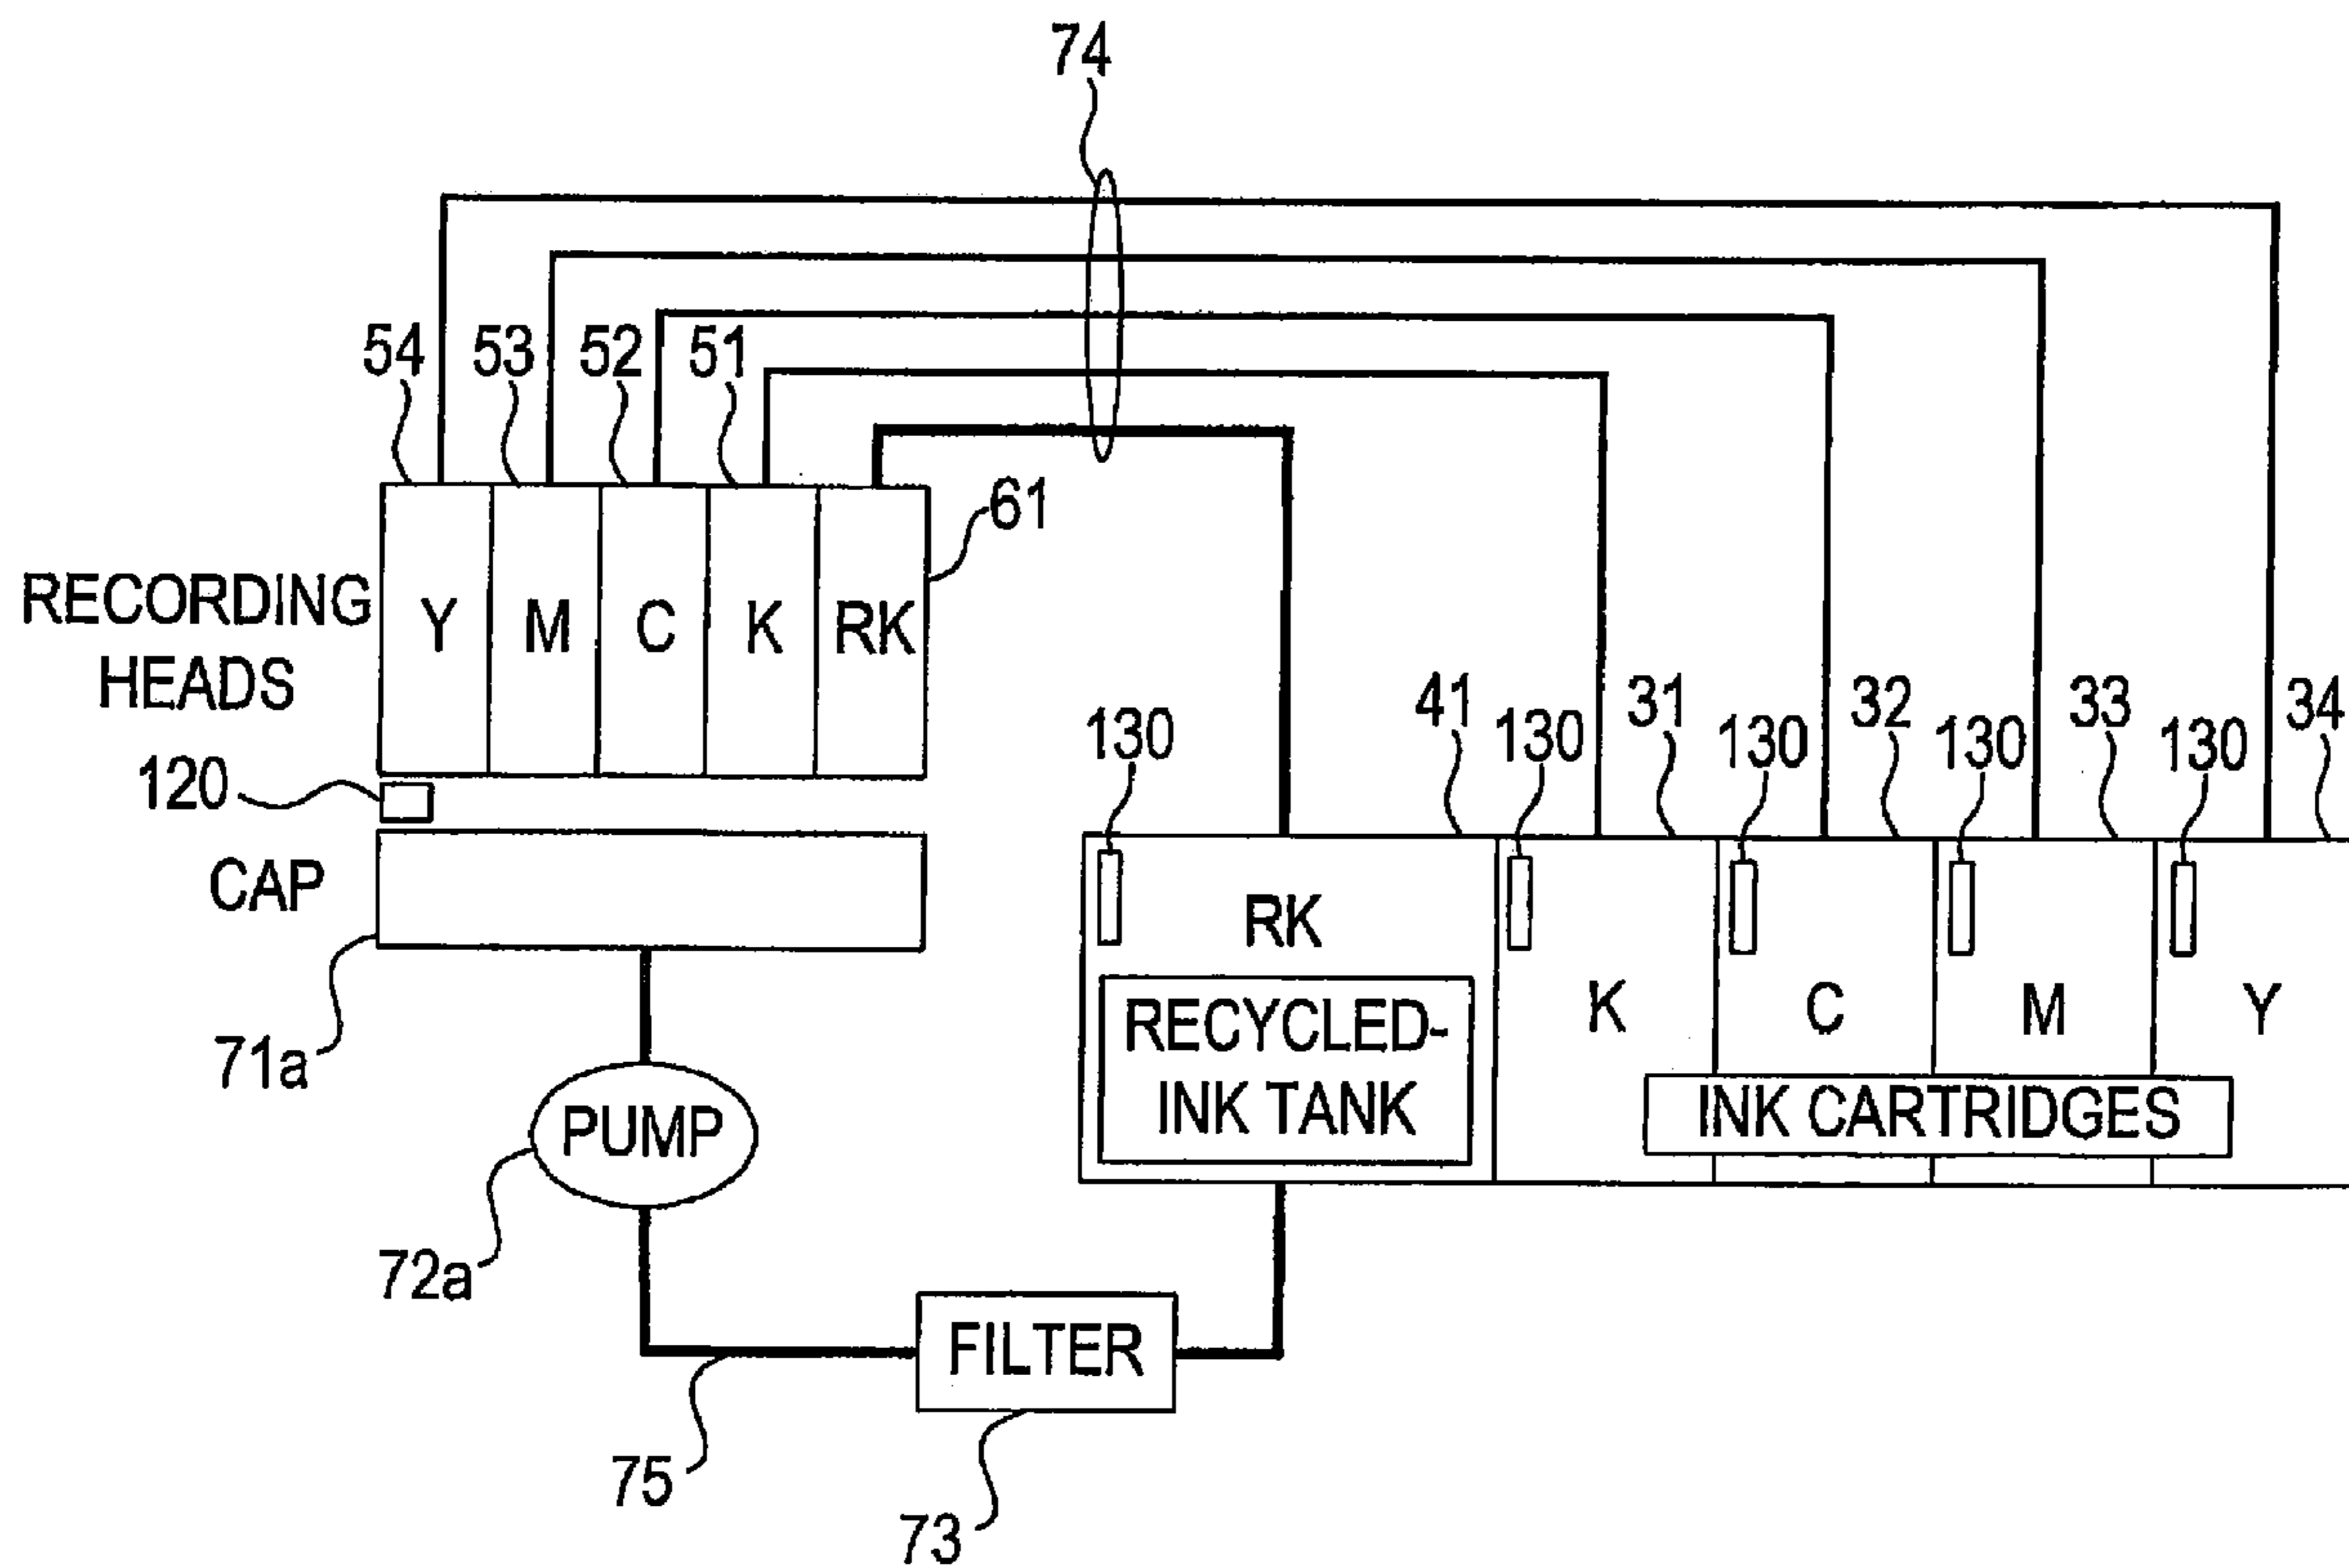 74
54
53
52
51
61
RECORDING
HEADS
Y
M
C
K
RK
120
130
41
130
31
130
32
130
33
130
34
CAP
RK
71a
RECYCLED-
INK TANK
K
C
M
Y
INK CARTRIDGES
PUMP
72a
FILTER
75
73